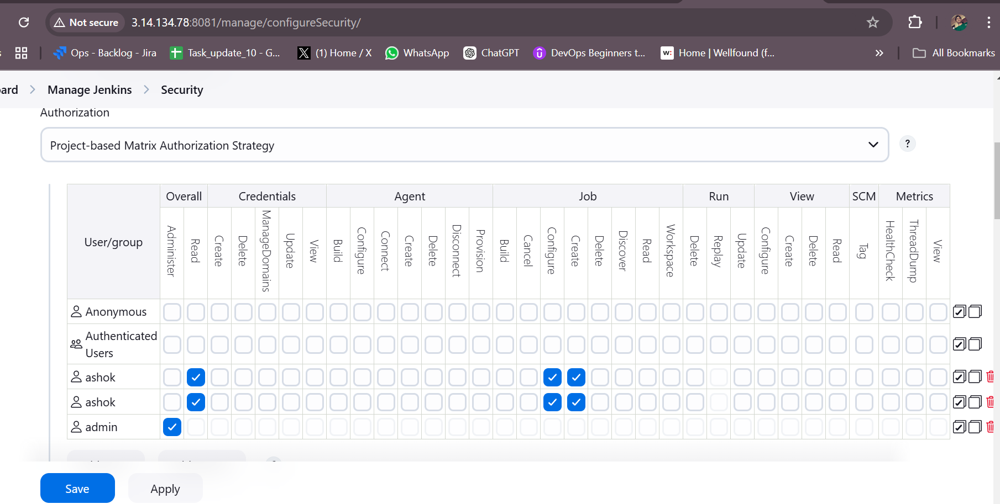 Not secure 3.14.134.78:8081/manage/configureSecurity/
Ops - Backlog - Jira Task_update_10 - G... (1) Home / X WhatsApp ChatGPT DevOps Beginners t... w: Home | Wellfound (f... » All Bookmarks
ard > Manage Jenkins > Security
Authorization
Project-based Matrix Authorization Strategy ?
User/group Overall Credentials Agent Job Run View SCM Metrics
Administer Read Create Delete ManageDomains Update View Build Configure Connect Create Delete Disconnect Provision Build Cancel Configure Create Delete Discover Read Workspace Delete Replay Update Configure Create Delete Read Tag HealthCheck ThreadDump View
Anonymous
Authenticated
Users
ashok
ashok
admin
Save Apply